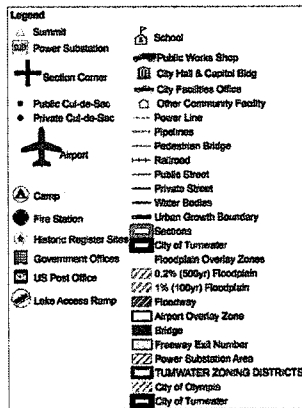 Legend
Summit
Power Substation
Section Corner
Public Cul-de-Sac
Private Cul-de-Sac
Airport
Camp
Fire Station
Historic Register Sites
Government Offices
US Post Office
Lake Access Ramp
School
Public Works Shop
City Hall & Capitol Bldg
City Facilities Office
Other Community Facility
Power Line
Pipelines
Pedestrian Bridge
Railroad
Public Street
Private Street
Water Bodies
Urban Growth Boundary
Sections
City of Tumwater
Floodplain Overlay Zones
0.2% (500yr) Floodplain
1% (100yr) Floodplain
Floodway
Airport Overlay Zone
Bridge
Freeway Exit Number
Power Substation Area
TUMWATER ZONING DISTRICTS
City of Olympia
City of Tumwater